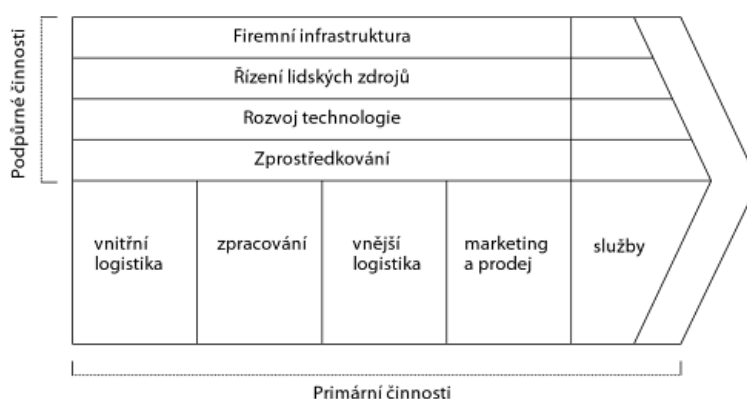 Podpůrné činnosti
Firemní infrastruktura
Řízení lidských zdrojů
Rozvoj technologie
Zprostředkování
vnitřní
logistika
zpracování
vnější
logistika
marketing
a prodej
služby
Primární činnosti